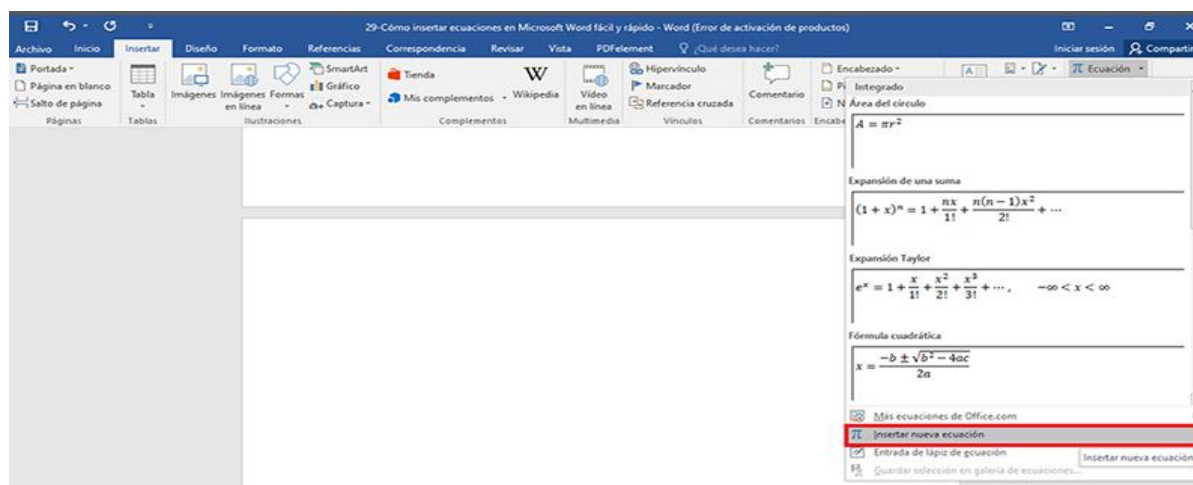 29-Cómo insertar ecuaciones en Microsoft Word fácil y rápido - Word (Error de activación de productos)
Archivo Inicio Insertar Diseño Formato Referencias Correspondencia Revisar Vista PDFelement ¿Qué desea hacer? Iniciar sesión Compartir
Portada
Página en blanco
Salto de página
Páginas
Tabla
Tablas
Imágenes
Imágenes en línea
Formas
SmartArt
Gráfico
Captura
Ilustraciones
Tienda
Mis complementos
Wikipedia
Complementos
Vídeo en línea
Multimedia
Hipervínculo
Marcador
Referencia cruzada
Vínculos
Comentario
Comentarios
Encabezado
Pi
N
Encabe
π Ecuación
Integrado
Área del círculo
A = πr²
Expansión de una suma
(1 + x)ⁿ = 1 + nx/1! + n(n − 1)x²/2! + ⋯
Expansión Taylor
eˣ = 1 + x/1! + x²/2! + x³/3! + ⋯, −∞ < x < ∞
Fórmula cuadrática
x = (−b ± √(b² − 4ac))/2a
Más ecuaciones de Office.com
π Insertar nueva ecuación
Entrada de lápiz de ecuación
Insertar nueva ecuación
Guardar selección en galería de ecuaciones...